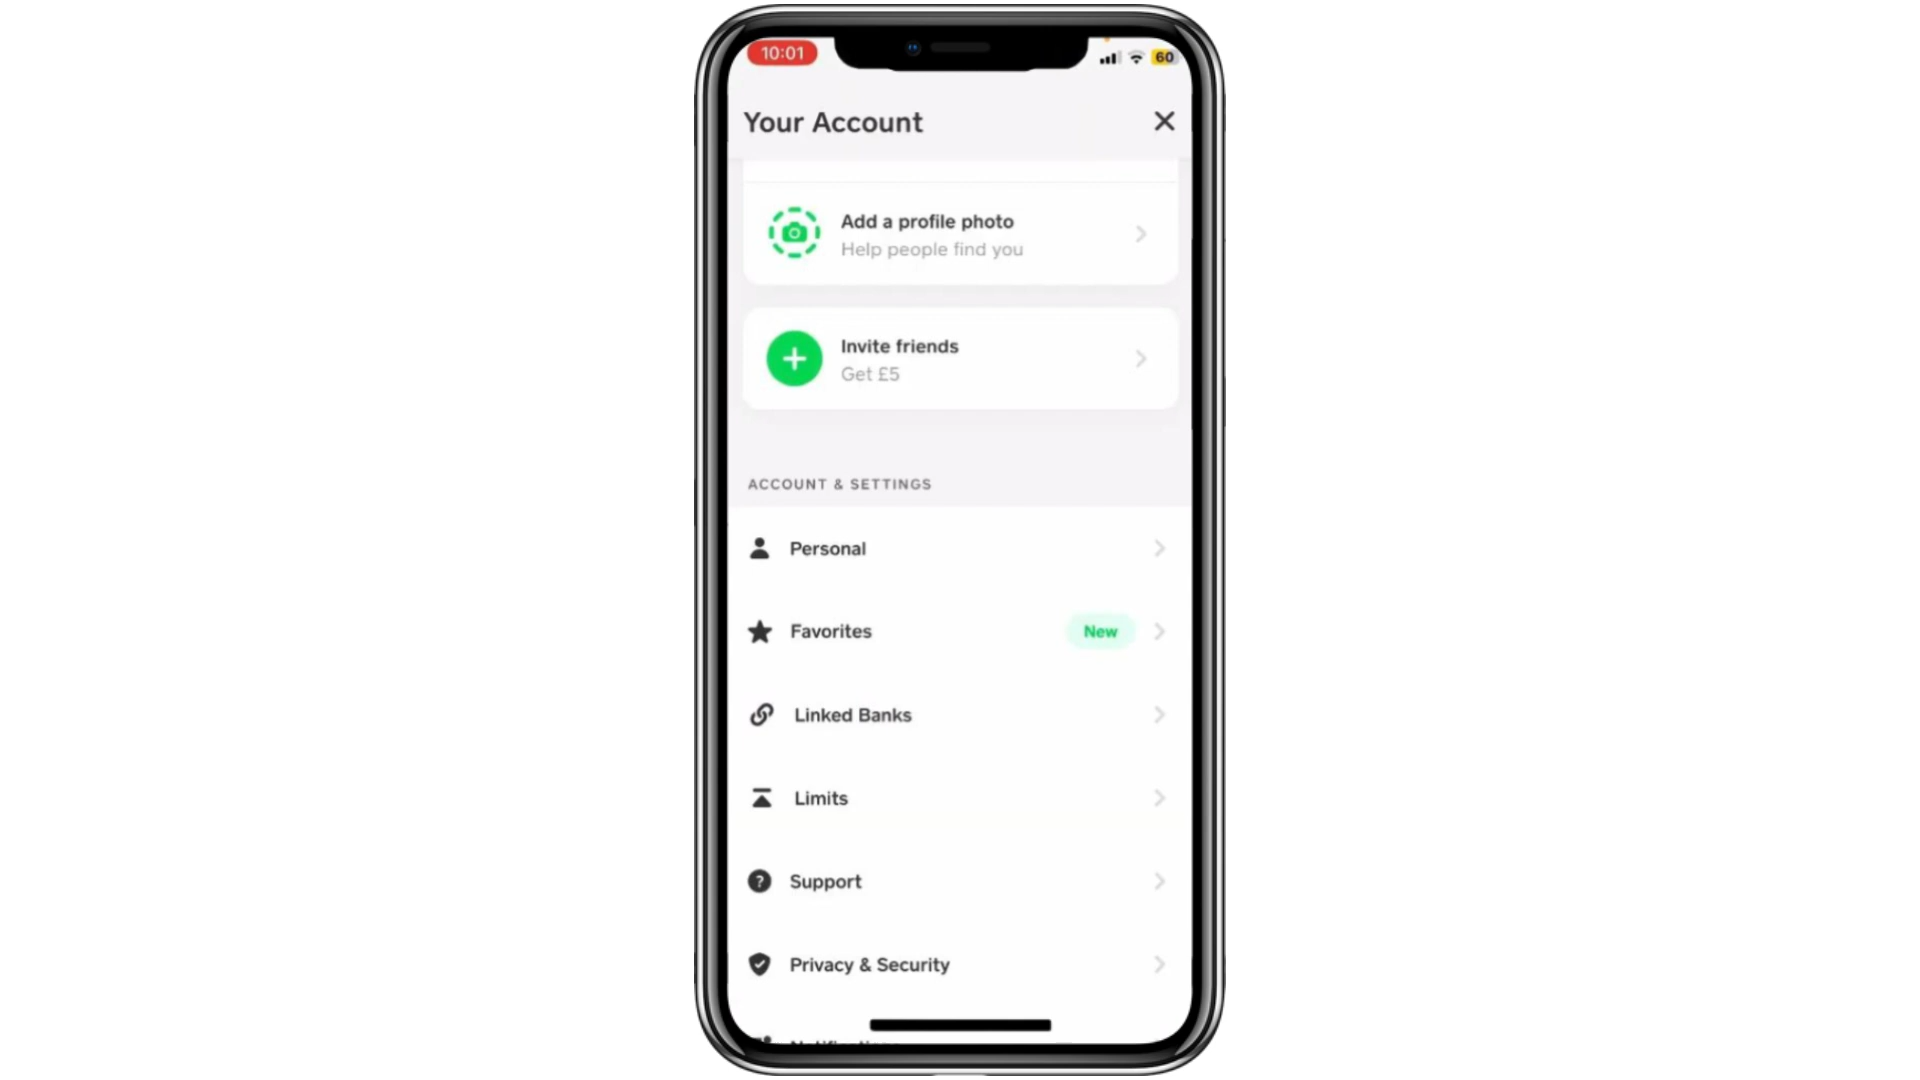 10:01
60
Your Account
Add a profile photo
Help people find you
Invite friends
Get £5
ACCOUNT & SETTINGS
Personal
Favorites
New
Linked Banks
Limits
Support
Privacy & Security